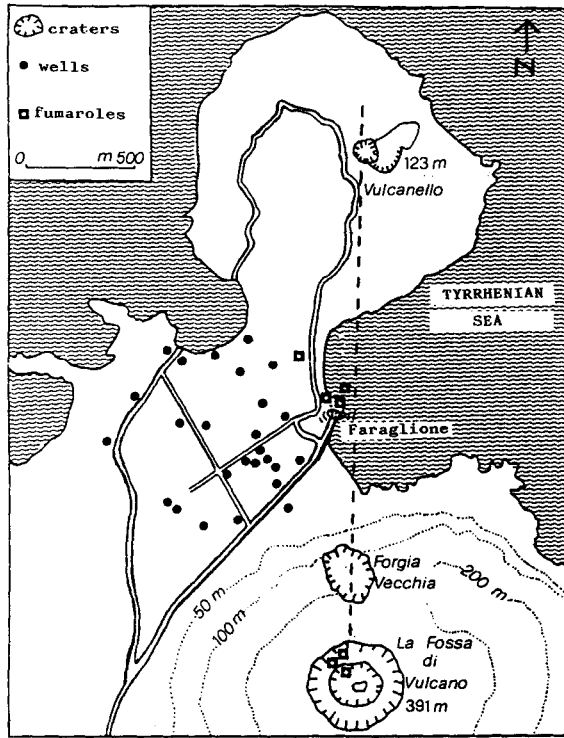 craters
wells
fumaroles
0 m 500
N
123 m
Vulcanello
TYRRHENIAN
SEA
Faraglione
Forgia
Vecchia
50 m
100 m
200 m
La Fossa
di
Vulcano
391 m